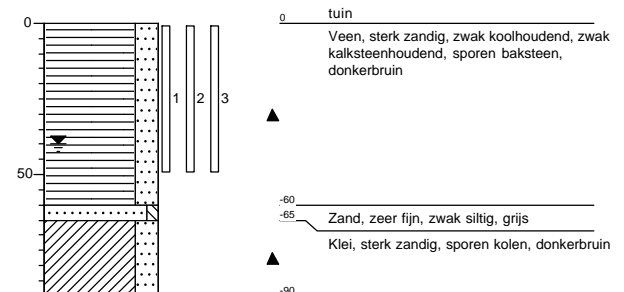 0
50
1 2 3
0 tuin
Veen, sterk zandig, zwak koolhoudend, zwak
kalksteenhoudend, sporen baksteen,
donkerbruin
-60
-65 Zand, zeer fijn, zwak siltig, grijs
Klei, sterk zandig, sporen kolen, donkerbruin
-90